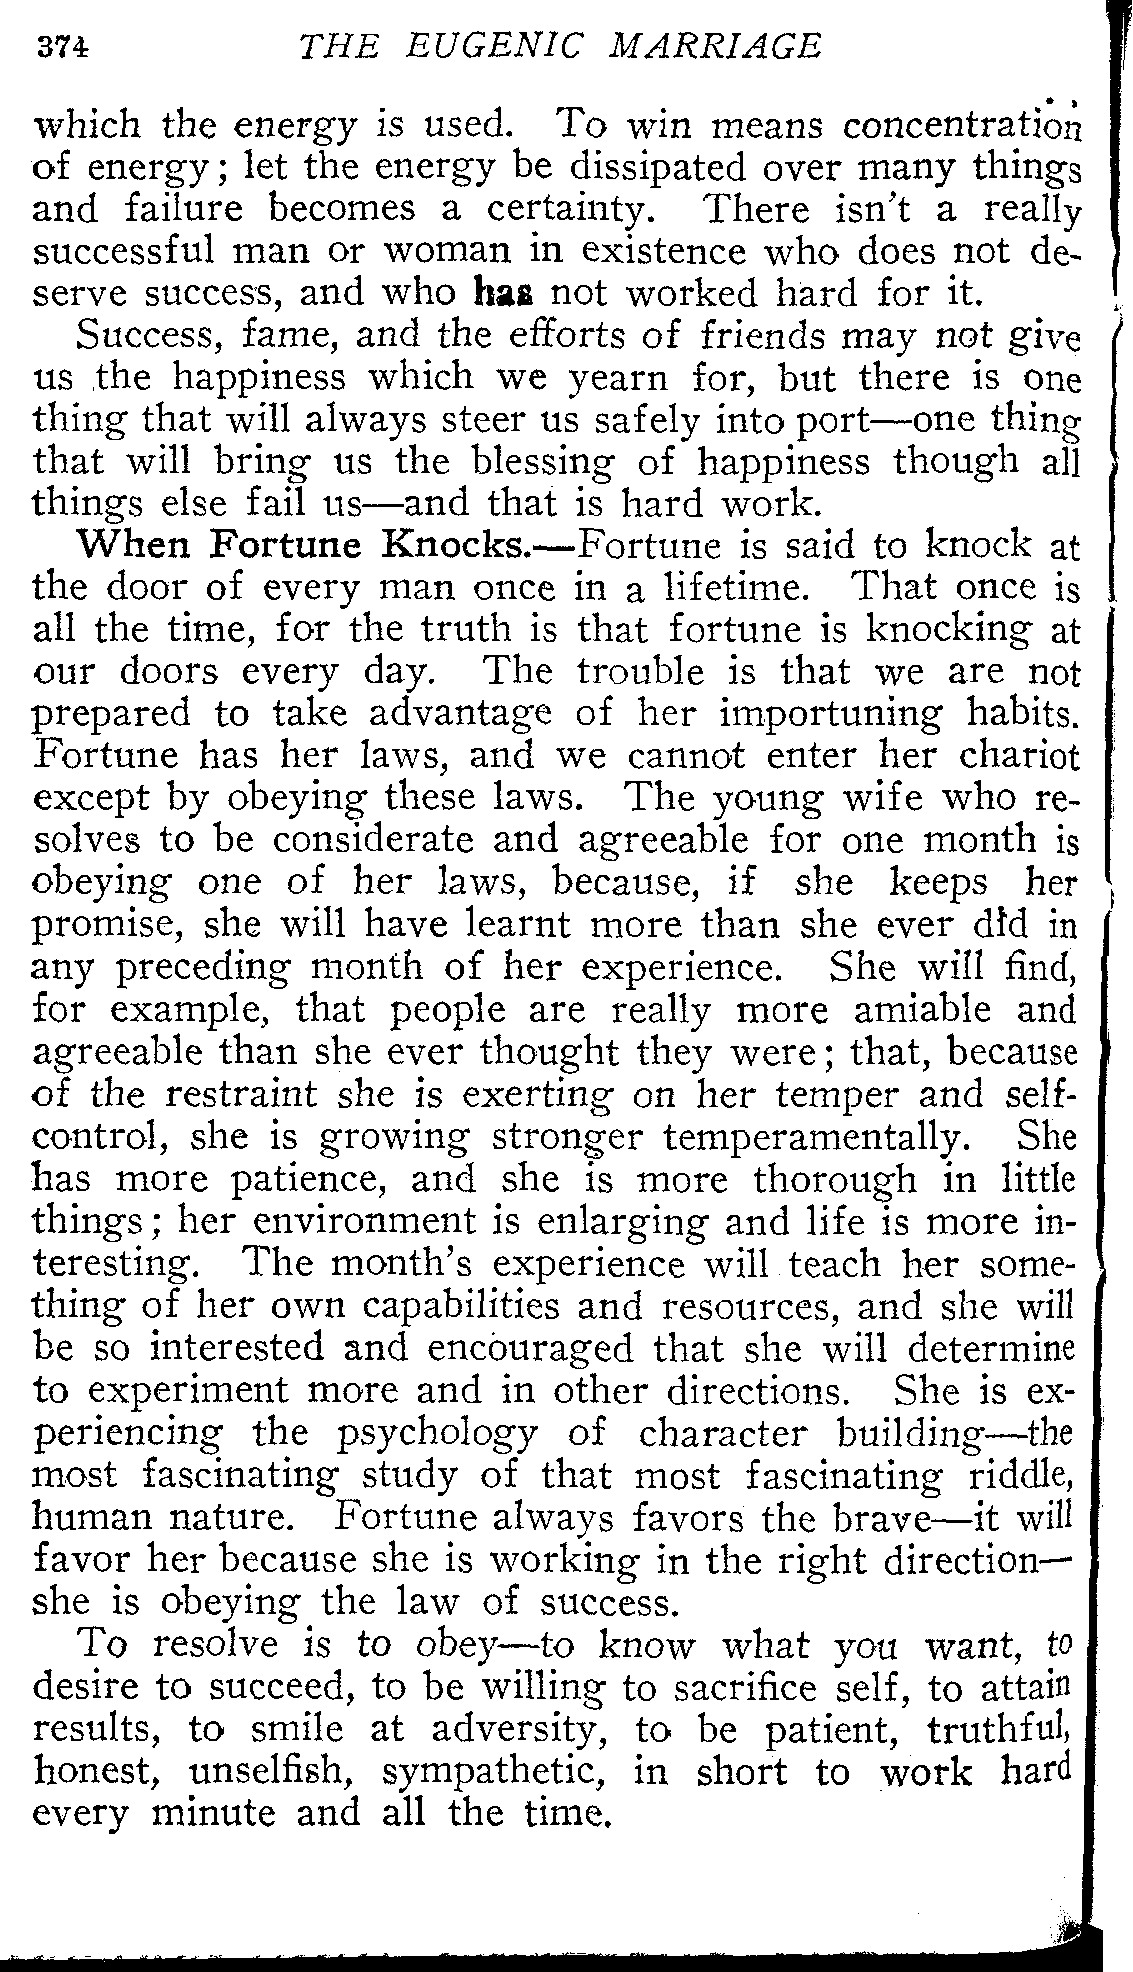 374 THE EUGENIC MARRIAGE
which the energy is used. To win means concentration
of energy; let the energy be dissipated over many things
and failure becomes a certainty. There isn't a really
successful man or woman in existence who does not de-
serve success, and who has not worked hard for it.
Success, fame, and the efforts of friends may not give
us the happiness which we yearn for, but there is one
thing that will always steer us safely into port—one thing
that will bring us the blessing of happiness though all
things else fail us—and that is hard work.
When Fortune Knocks.—Fortune is said to knock at
the door of every man once in a lifetime. That once is
all the time, for the truth is that fortune is knocking at
our doors every day. The trouble is that we are not
prepared to take advantage of her importuning habits.
Fortune has her laws, and we cannot enter her chariot
except by obeying these laws. The young wife who re-
solves to be considerate and agreeable for one month is
obeying one of her laws, because, if she keeps her
promise, she will have learnt more than she ever did in
any preceding month of her experience. She will find,
for example, that people are really more amiable and
agreeable than she ever thought they were; that, because
of the restraint she is exerting on her temper and self-
control, she is growing stronger temperamentally. She
has more patience, and she is more thorough in little
things; her environment is enlarging and life is more in-
teresting. The month's experience will teach her some-
thing of her own capabilities and resources, and she will
be so interested and encouraged that she will determine
to experiment more and in other directions. She is ex-
periencing the psychology of character building—the
most fascinating study of that most fascinating riddle,
human nature. Fortune always favors the brave—it will
favor her because she is working in the right direction—
she is obeying the law of success.
To resolve is to obey—to know what you want, to
desire to succeed, to be willing to sacrifice self, to attain
results, to smile at adversity, to be patient, truthful,
honest, unselfish, sympathetic, in short to work hard
every minute and all the time.